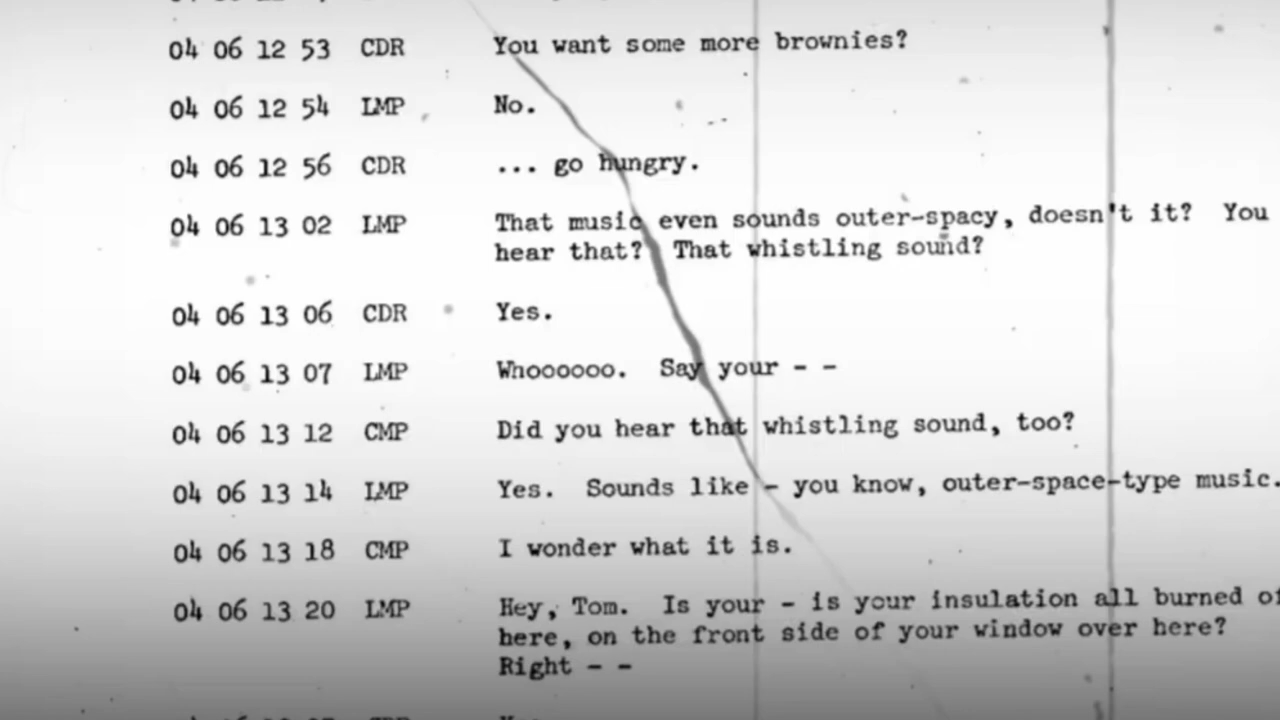 04 06 12 53 CDR You want some more brownies?
04 06 12 54 LMP No.
04 06 12 56 CDR ... go hungry.
04 06 13 02 LMP That music even sounds outer-spacy, doesn't it? You
hear that? That whistling sound?
04 06 13 06 CDR Yes.
04 06 13 07 LMP Whoooooo. Say your - -
04 06 13 12 CMP Did you hear that whistling sound, too?
04 06 13 14 LMP Yes. Sounds like - you know, outer-space-type music.
04 06 13 18 CMP I wonder what it is.
04 06 13 20 LMP Hey, Tom. Is your - is your insulation all burned of
here, on the front side of your window over here?
Right - -